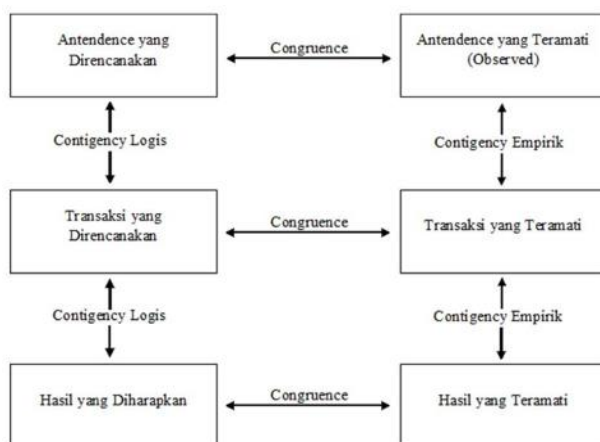 Antendence yang
Direncanakan
Congruence
Antendence yang Teramati
(Observed)
Contigency Logis
Contigency Empirik
Transaksi yang
Direncanakan
Congruence
Transaksi yang Teramati
Contigency Logis
Contigency Empirik
Hasil yang Diharapkan
Congruence
Hasil yang Teramati